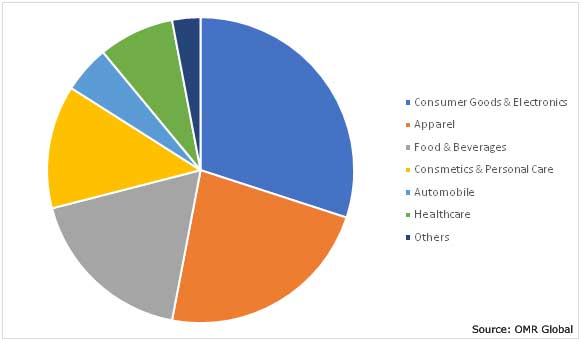 Consumer Goods & Electronics
Apparel
Food & Beverages
Consmetics & Personal Care
Automobile
Healthcare
Others
Source: OMR Global